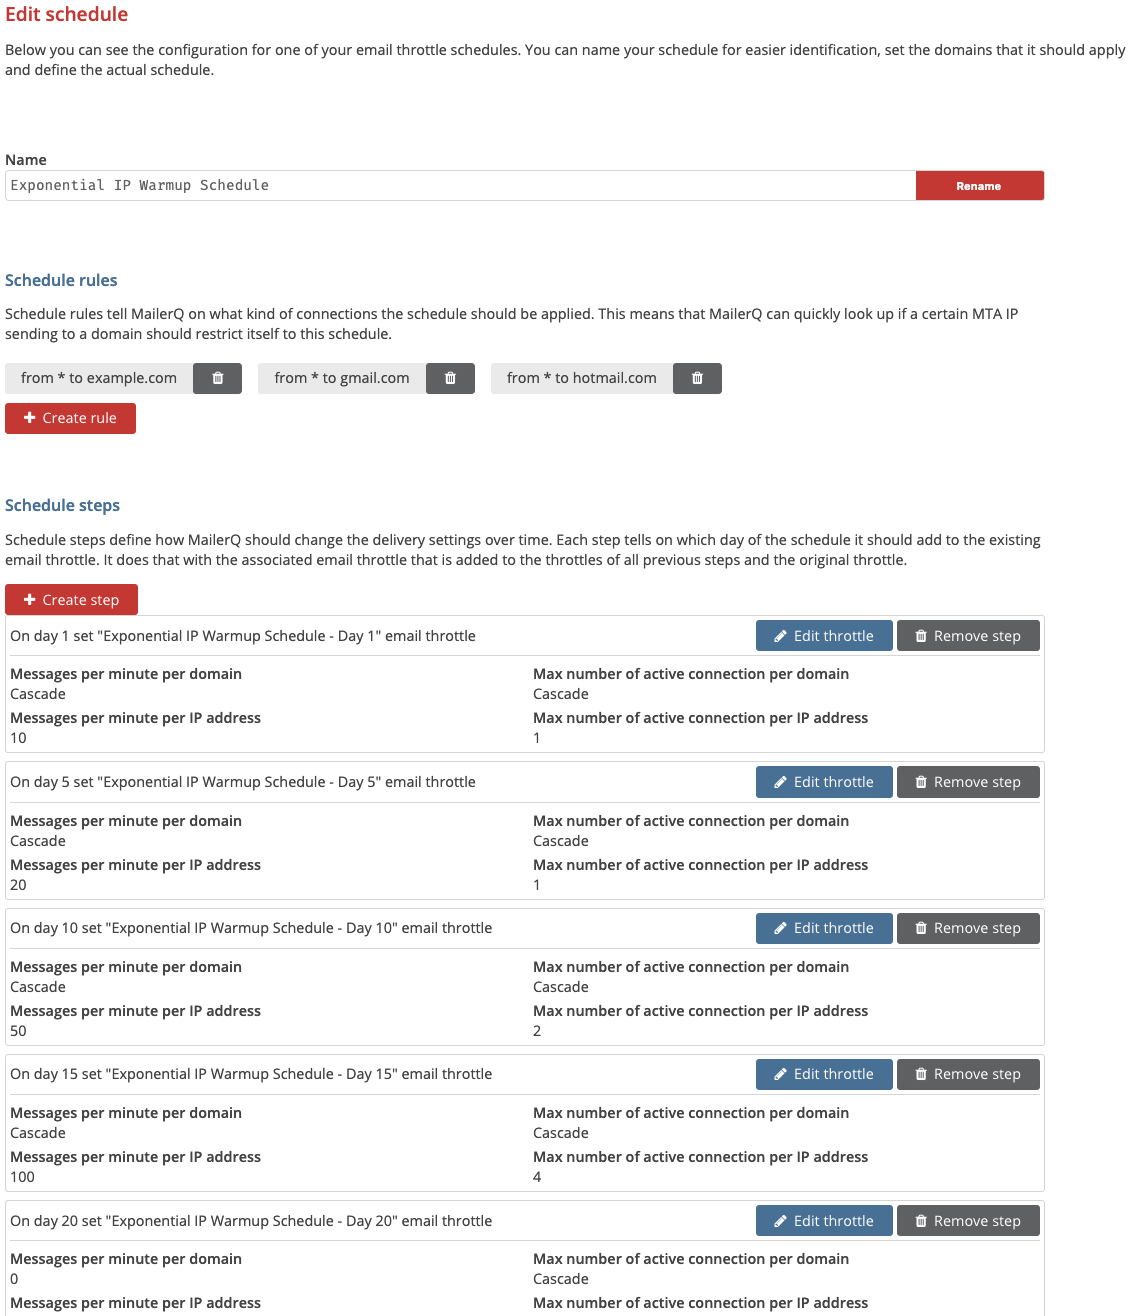 Edit schedule
Below you can see the configuration for one of your email throttle schedules. You can name your schedule for easier identification, set the domains that it should apply
and define the actual schedule.
Name
Exponential IP Warmup Schedule
Rename
Schedule rules
Schedule rules tell MailerQ on what kind of connections the schedule should be applied. This means that MailerQ can quickly look up if a certain MTA IP
sending to a domain should restrict itself to this schedule.
from * to example.com from * to gmail.com from * to hotmail.com
Create rule
Schedule steps
Schedule steps define how MailerQ should change the delivery settings over time. Each step tells on which day of the schedule it should add to the existing
email throttle. It does that with the associated email throttle that is added to the throttles of all previous steps and the original throttle.
Create step
On day 1 set "Exponential IP Warmup Schedule - Day 1" email throttle Edit throttle Remove step
Messages per minute per domain Max number of active connection per domain
Cascade Cascade
Messages per minute per IP address Max number of active connection per IP address
10 1
On day 5 set "Exponential IP Warmup Schedule - Day 5" email throttle Edit throttle Remove step
Messages per minute per domain Max number of active connection per domain
Cascade Cascade
Messages per minute per IP address Max number of active connection per IP address
20 1
On day 10 set "Exponential IP Warmup Schedule - Day 10" email throttle Edit throttle Remove step
Messages per minute per domain Max number of active connection per domain
Cascade Cascade
Messages per minute per IP address Max number of active connection per IP address
50 2
On day 15 set "Exponential IP Warmup Schedule - Day 15" email throttle Edit throttle Remove step
Messages per minute per domain Max number of active connection per domain
Cascade Cascade
Messages per minute per IP address Max number of active connection per IP address
100 4
On day 20 set "Exponential IP Warmup Schedule - Day 20" email throttle Edit throttle Remove step
Messages per minute per domain Max number of active connection per domain
0 Cascade
Messages per minute per IP address Max number of active connection per IP address